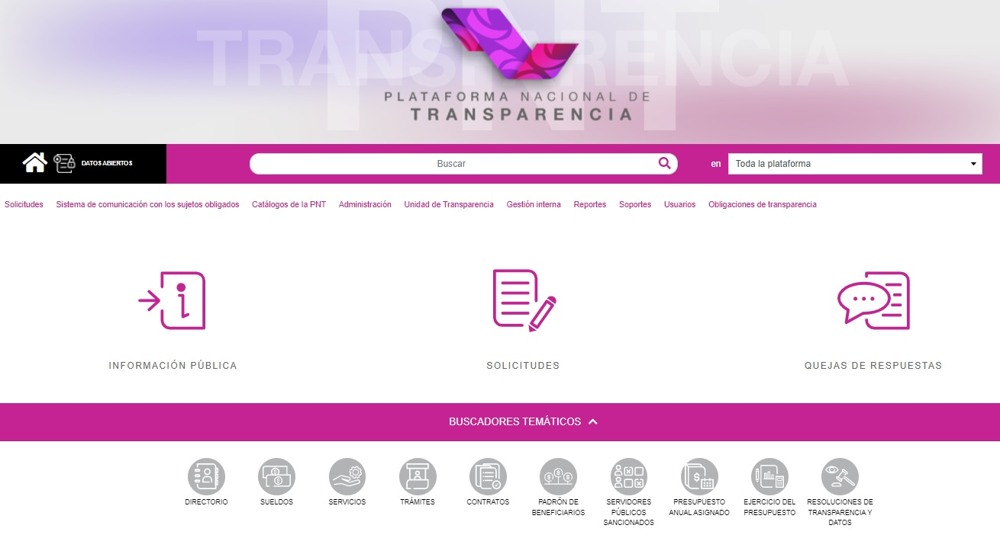 PNT
TRANSPARENCIA
PLATAFORMA NACIONAL DE
TRANSPARENCIA
DATOS ABIERTOS
Buscar
en
Toda la plataforma
Solicitudes Sistema de comunicación con los sujetos obligados Catálogos de la PNT Administración Unidad de Transparencia Gestión interna Reportes Soportes Usuarios Obligaciones de transparencia
INFORMACIÓN PÚBLICA
SOLICITUDES
QUEJAS DE RESPUESTAS
BUSCADORES TEMÁTICOS
DIRECTORIO
SUELDOS
SERVICIOS
TRÁMITES
CONTRATOS
PADRÓN DE
BENEFICIARIOS
SERVIDORES
PÚBLICOS
SANCIONADOS
PRESUPUESTO
ANUAL ASIGNADO
EJERCICIO DEL
PRESUPUESTO
RESOLUCIONES DE
TRANSPARENCIA Y
DATOS